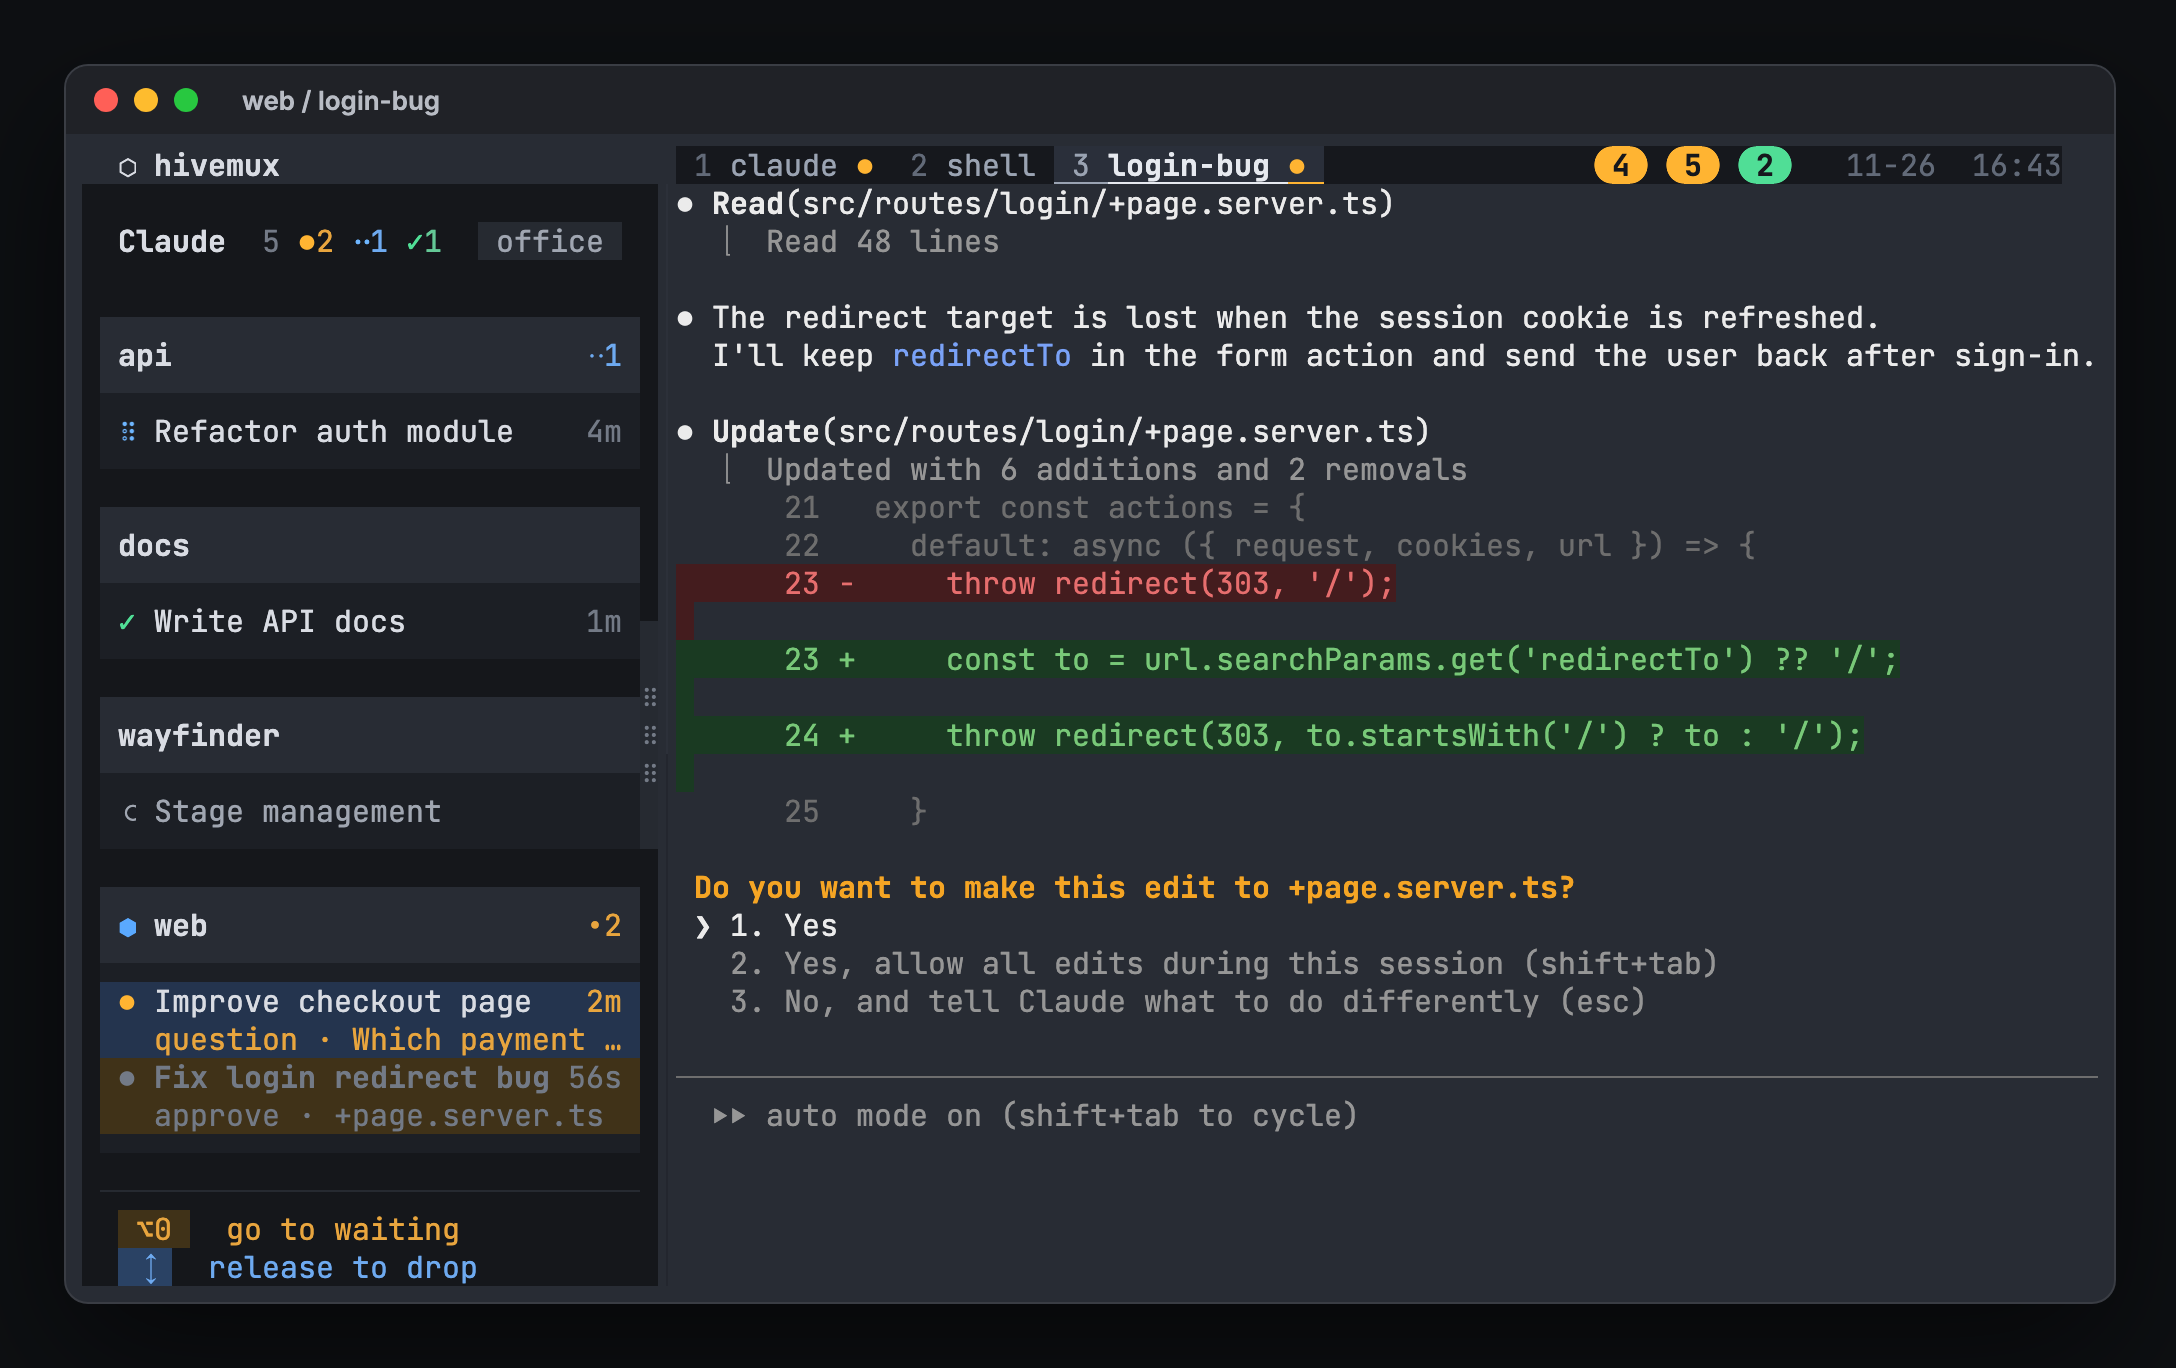 web / login-bug
hivemux
Claude 5 ●2 ··1 ✓1 office
api ··1
Refactor auth module 4m
docs
✓ Write API docs 1m
wayfinder
Stage management
web •2
● Improve checkout page 2m
question · Which payment …
● Fix login redirect bug 56s
approve · +page.server.ts
⌥0 go to waiting
↕ release to drop
1 claude ● 2 shell 3 login-bug ● 4 5 2 11-26 16:43
● Read(src/routes/login/+page.server.ts)
⎣ Read 48 lines
● The redirect target is lost when the session cookie is refreshed.
I'll keep redirectTo in the form action and send the user back after sign-in.
● Update(src/routes/login/+page.server.ts)
⎣ Updated with 6 additions and 2 removals
21 export const actions = {
22 default: async ({ request, cookies, url }) => {
23 - throw redirect(303, '/');
23 + const to = url.searchParams.get('redirectTo') ?? '/';
24 + throw redirect(303, to.startsWith('/') ? to : '/');
25 }
Do you want to make this edit to +page.server.ts?
❯ 1. Yes
2. Yes, allow all edits during this session (shift+tab)
3. No, and tell Claude what to do differently (esc)
▸▸ auto mode on (shift+tab to cycle)